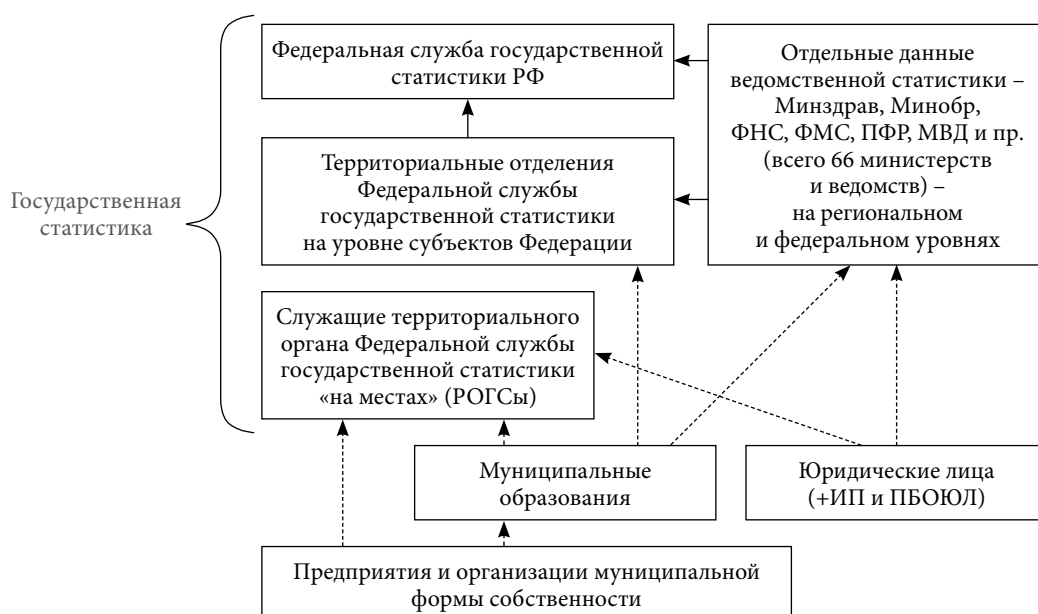 Федеральная служба государственной
статистики РФ
Отдельные данные
ведомственной статистики –
Минздрав, Минобр,
ФНС, ФМС, ПФР, МВД и пр.
(всего 66 министерств
и ведомств) –
на региональном
и федеральном уровнях
Государственная
статистика
Территориальные отделения
Федеральной службы
государственной статистики
на уровне субъектов Федерации
Служащие территориального
органа Федеральной службы
государственной статистики
«на местах» (РОГСы)
Муниципальные
образования
Юридические лица
(+ИП и ПБОЮЛ)
Предприятия и организации муниципальной
формы собственности